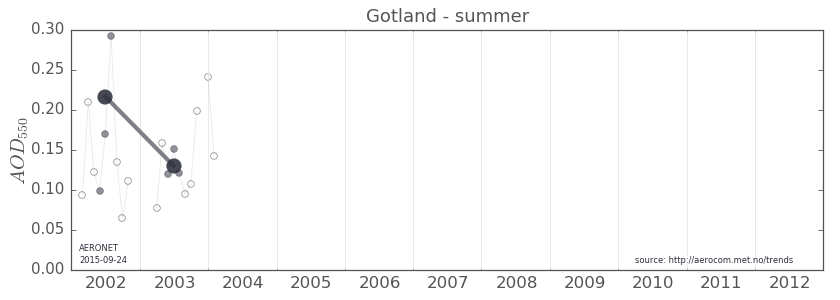 Gotland - summer
0.30
0.25
0.20
0.15
0.10
0.05
0.00
AOD550
AERONET
2015-09-24
source: http://aerocom.met.no/trends
2002 2003 2004 2005 2006 2007 2008 2009 2010 2011 2012